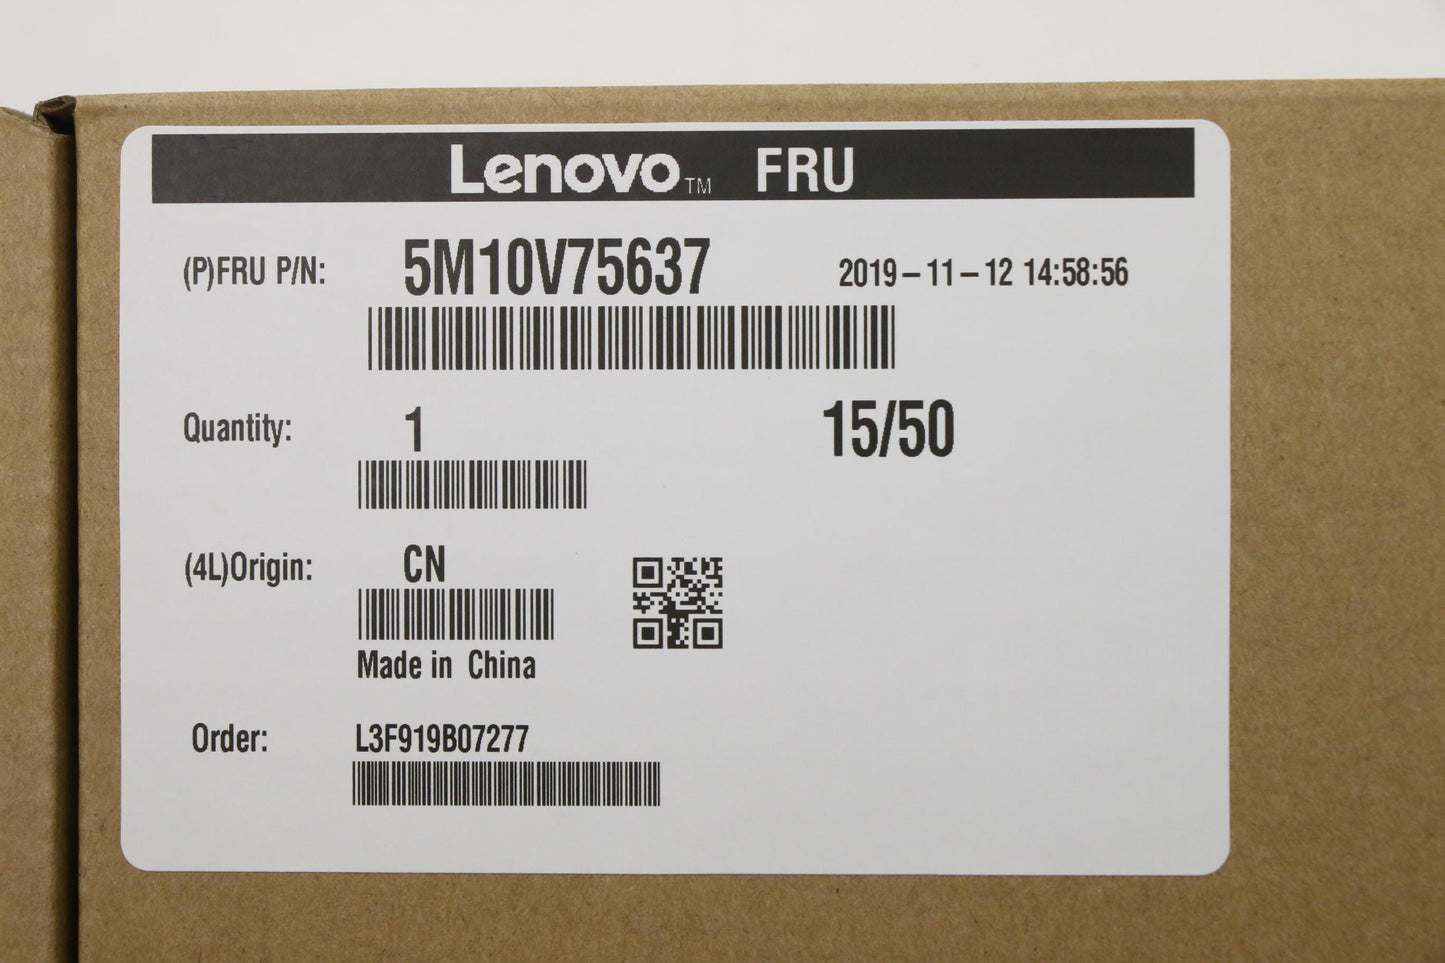 Lenovo™ FRU
(P)FRU P/N: 5M10V75637 2019-11-12 14:58:56
Quantity: 1 15/50
(4L)Origin: CN
Made in China
Order: L3F919B07277